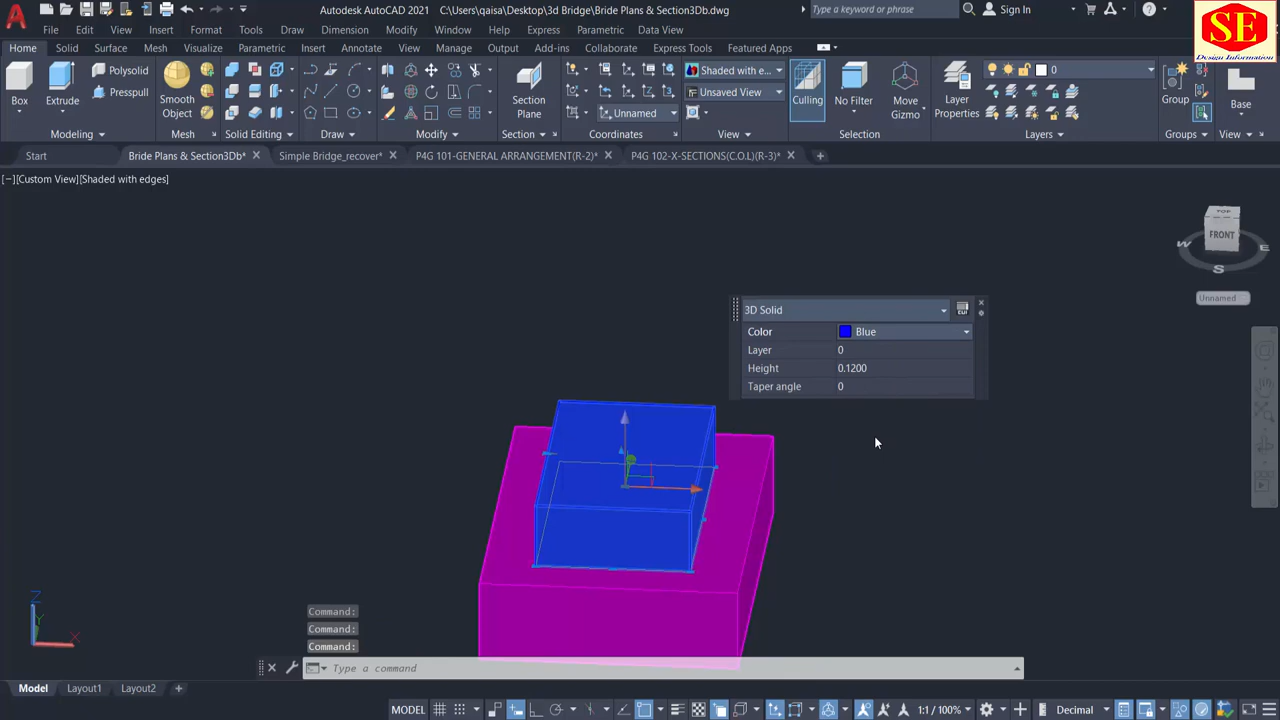 Autodesk AutoCAD 2021 C:\Users\qaisa\Desktop\3d Bridge\Bride Plans & Section3Db.dwg
Type a keyword or phrase
Sign In
SE
Design Information
File Edit View Insert Format Tools Draw Dimension Modify Window Help Express Parametric Data View
Home Solid Surface Mesh Visualize Parametric Insert Annotate View Manage Output Add-ins Collaborate Express Tools Featured Apps
Polysolid
Shaded with e...
0
Presspull
Unnamed
Unsaved View
Box
Extrude
Smooth
Object
Section
Plane
Culling
No Filter
Move
Gizmo
Layer
Properties
Group
Base
Modeling
Mesh
Solid Editing
Draw
Modify
Section
Coordinates
View
Selection
Layers
Groups
View
Start
Bride Plans & Section3Db*
Simple Bridge_recover*
P4G 101-GENERAL ARRANGEMENT(R-2)*
P4G 102-X-SECTIONS(C.O.L)(R-3)*
[−][Custom View][Shaded with edges]
TOP
FRONT
W
E
S
Unnamed
3D Solid
CUI
Color Blue
Layer 0
Height 0.1200
Taper angle 0
Z
Y
X
Command:
Command:
Command:
Type a command
Model Layout1 Layout2
MODEL
1:1 / 100%
Decimal